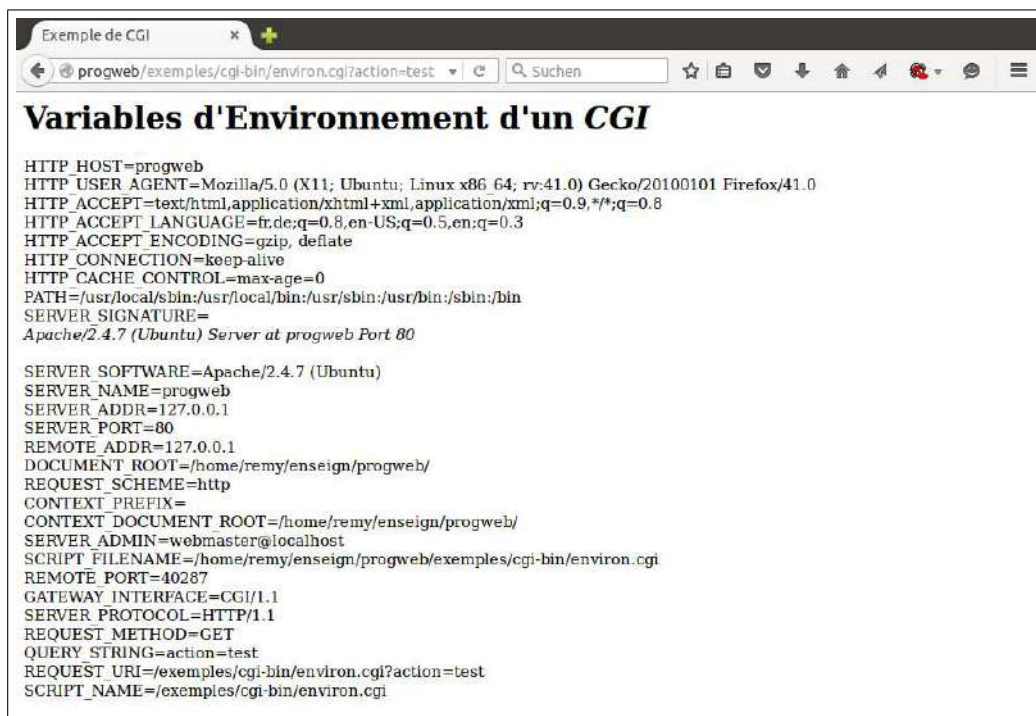 Exemple de CGI
progweb/exemples/cgi-bin/environ.cgi?action=test
Suchen
Variables d'Environnement d'un CGI
HTTP_HOST=progweb
HTTP_USER_AGENT=Mozilla/5.0 (X11; Ubuntu; Linux x86_64; rv:41.0) Gecko/20100101 Firefox/41.0
HTTP_ACCEPT=text/html,application/xhtml+xml,application/xml;q=0.9,*/*;q=0.8
HTTP_ACCEPT_LANGUAGE=fr,de;q=0.8,en-US;q=0.5,en;q=0.3
HTTP_ACCEPT_ENCODING=gzip, deflate
HTTP_CONNECTION=keep-alive
HTTP_CACHE_CONTROL=max-age=0
PATH=/usr/local/sbin:/usr/local/bin:/usr/sbin:/usr/bin:/sbin:/bin
SERVER_SIGNATURE=
Apache/2.4.7 (Ubuntu) Server at progweb Port 80
SERVER_SOFTWARE=Apache/2.4.7 (Ubuntu)
SERVER_NAME=progweb
SERVER_ADDR=127.0.0.1
SERVER_PORT=80
REMOTE_ADDR=127.0.0.1
DOCUMENT_ROOT=/home/remy/enseign/progweb/
REQUEST_SCHEME=http
CONTEXT_PREFIX=
CONTEXT_DOCUMENT_ROOT=/home/remy/enseign/progweb/
SERVER_ADMIN=webmaster@localhost
SCRIPT_FILENAME=/home/remy/enseign/progweb/exemples/cgi-bin/environ.cgi
REMOTE_PORT=40287
GATEWAY_INTERFACE=CGI/1.1
SERVER_PROTOCOL=HTTP/1.1
REQUEST_METHOD=GET
QUERY_STRING=action=test
REQUEST_URI=/exemples/cgi-bin/environ.cgi?action=test
SCRIPT_NAME=/exemples/cgi-bin/environ.cgi